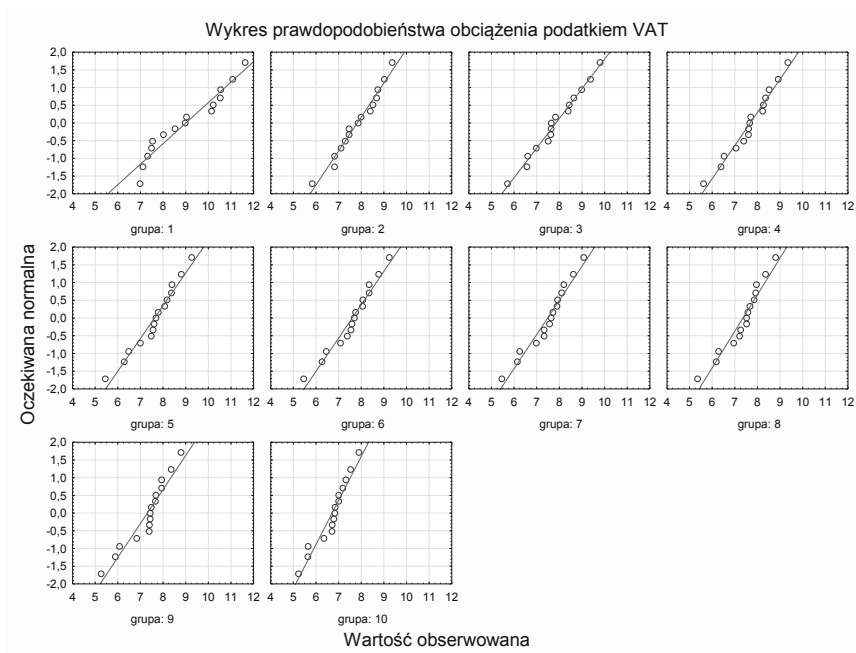 Wykres prawdopodobieństwa obciążenia podatkiem VAT
Oczekiwana normalna
2,0
1,5
1,0
0,5
0,0
-0,5
-1,0
-1,5
-2,0
4 5 6 7 8 9 10 11 12
grupa: 1
4 5 6 7 8 9 10 11 12
grupa: 2
4 5 6 7 8 9 10 11 12
grupa: 3
4 5 6 7 8 9 10 11 12
grupa: 4
2,0
1,5
1,0
0,5
0,0
-0,5
-1,0
-1,5
-2,0
4 5 6 7 8 9 10 11 12
grupa: 5
4 5 6 7 8 9 10 11 12
grupa: 6
4 5 6 7 8 9 10 11 12
grupa: 7
4 5 6 7 8 9 10 11 12
grupa: 8
2,0
1,5
1,0
0,5
0,0
-0,5
-1,0
-1,5
-2,0
4 5 6 7 8 9 10 11 12
grupa: 9
4 5 6 7 8 9 10 11 12
grupa: 10
Wartość obserwowana